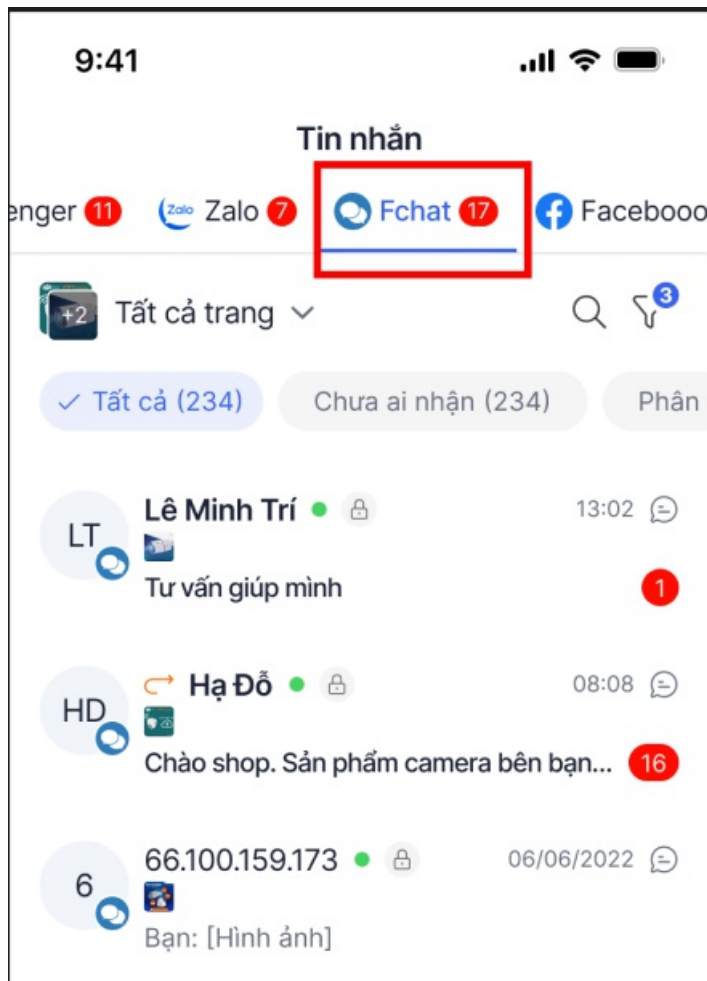 9:41
Tin nhắn
enger 11 Zalo Zalo 7 Fchat 17 Facebooo
+2 Tất cả trang 3
Tất cả (234) Chưa ai nhận (234) Phân
LT Lê Minh Trí 13:02
Tư vấn giúp mình 1
HD Hạ Đỗ 08:08
Chào shop. Sản phẩm camera bên bạn... 16
6 66.100.159.173 06/06/2022
Bạn: [Hình ảnh]